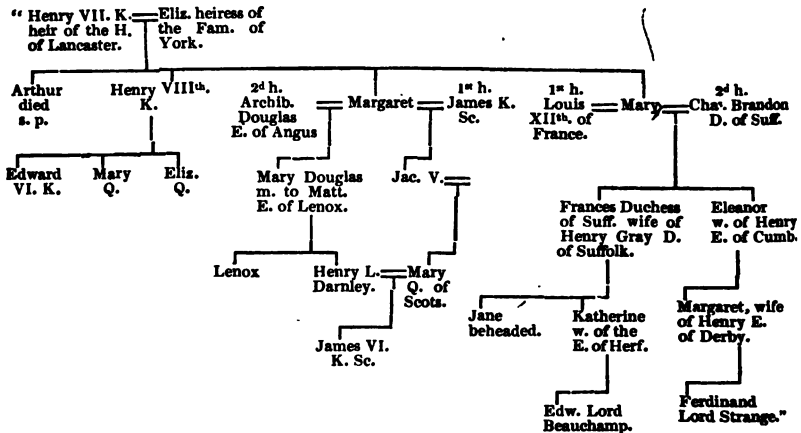 “ Henry VII. K.
heir of the H.
of Lancaster.
Eliz. heiress of
the Fam. of
York.
Arthur
died
s. p.
Henry VIIIth.
K.
2d h.
Archib.
Douglas
E. of Angus
Margaret
1st h.
James K.
Sc.
1st h.
Louis
XIIth. of
France.
Mary
2d h.
Cha. Brandon
D. of Suff.
Edward
VI. K.
Mary
Q.
Eliz.
Q.
Mary Douglas
m. to Matt.
E. of Lenox.
Jac. V.
Frances Duchess
of Suff. wife of
Henry Gray D.
of Suffolk.
Eleanor
w. of Henry
E. of Cumb.
Lenox
Henry L.
Darnley.
Mary
Q. of
Scots.
Jane
beheaded.
Katherine
w. of the
E. of Herf.
Margaret, wife
of Henry E.
of Derby.
James VI.
K. Sc.
Edw. Lord
Beauchamp.
Ferdinand
Lord Strange.”